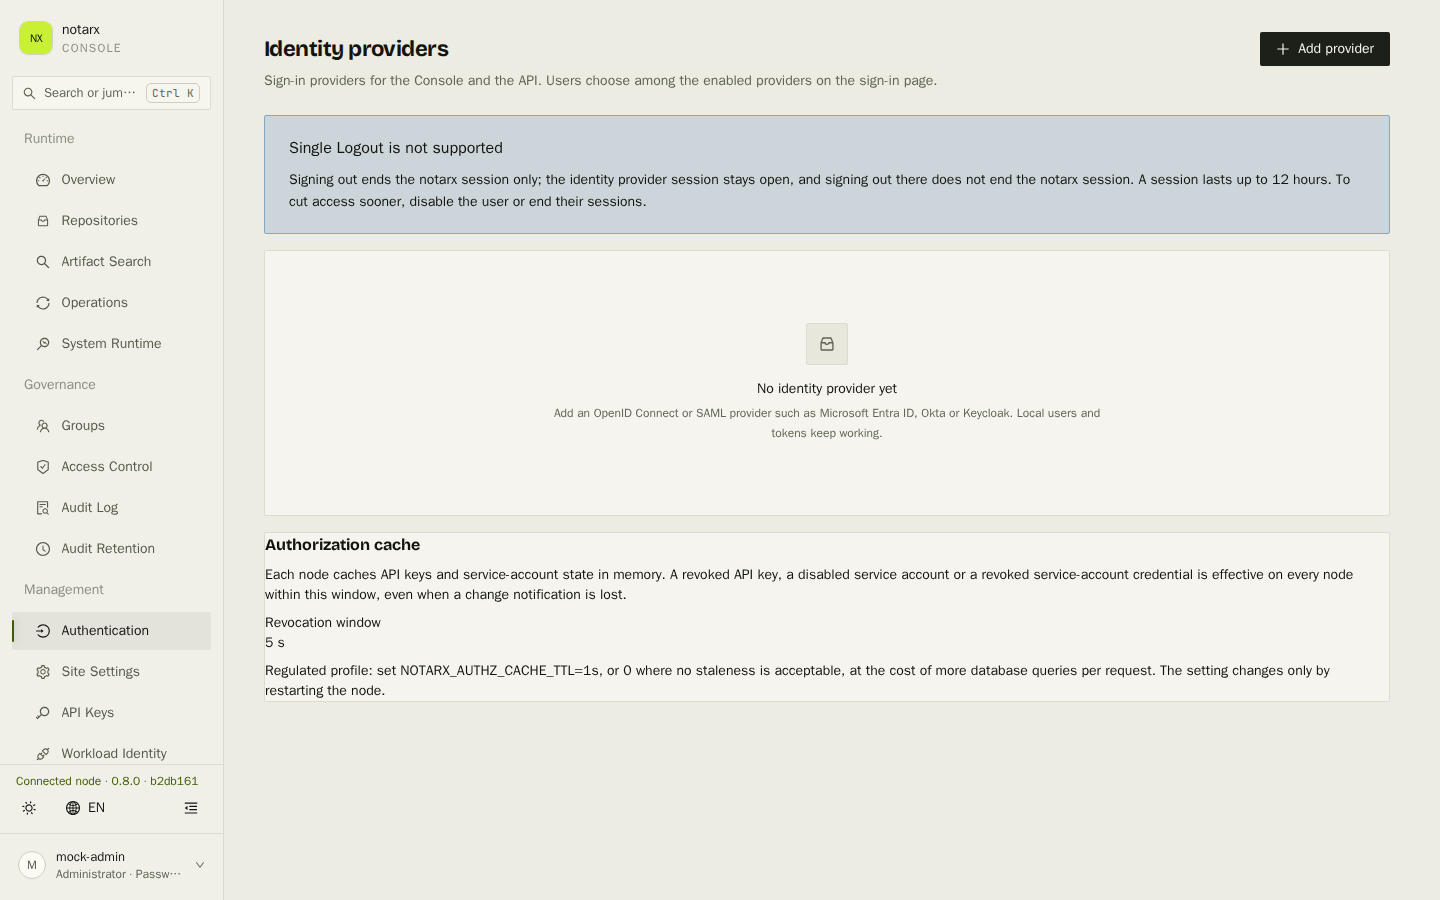 NX
notarx
CONSOLE
Search or jum···
Ctrl K
Runtime
Overview
Repositories
Artifact Search
Operations
System Runtime
Governance
Groups
Access Control
Audit Log
Audit Retention
Management
Authentication
Site Settings
API Keys
Workload Identity
Connected node · 0.8.0 · b2db161
EN
M
mock-admin
Administrator · Passw···
Identity providers
Add provider
Sign-in providers for the Console and the API. Users choose among the enabled providers on the sign-in page.
Single Logout is not supported
Signing out ends the notarx session only; the identity provider session stays open, and signing out there does not end the notarx session. A session lasts up to 12 hours. To
cut access sooner, disable the user or end their sessions.
No identity provider yet
Add an OpenID Connect or SAML provider such as Microsoft Entra ID, Okta or Keycloak. Local users and
tokens keep working.
Authorization cache
Each node caches API keys and service-account state in memory. A revoked API key, a disabled service account or a revoked service-account credential is effective on every node
within this window, even when a change notification is lost.
Revocation window
5 s
Regulated profile: set NOTARX_AUTHZ_CACHE_TTL=1s, or 0 where no staleness is acceptable, at the cost of more database queries per request. The setting changes only by
restarting the node.